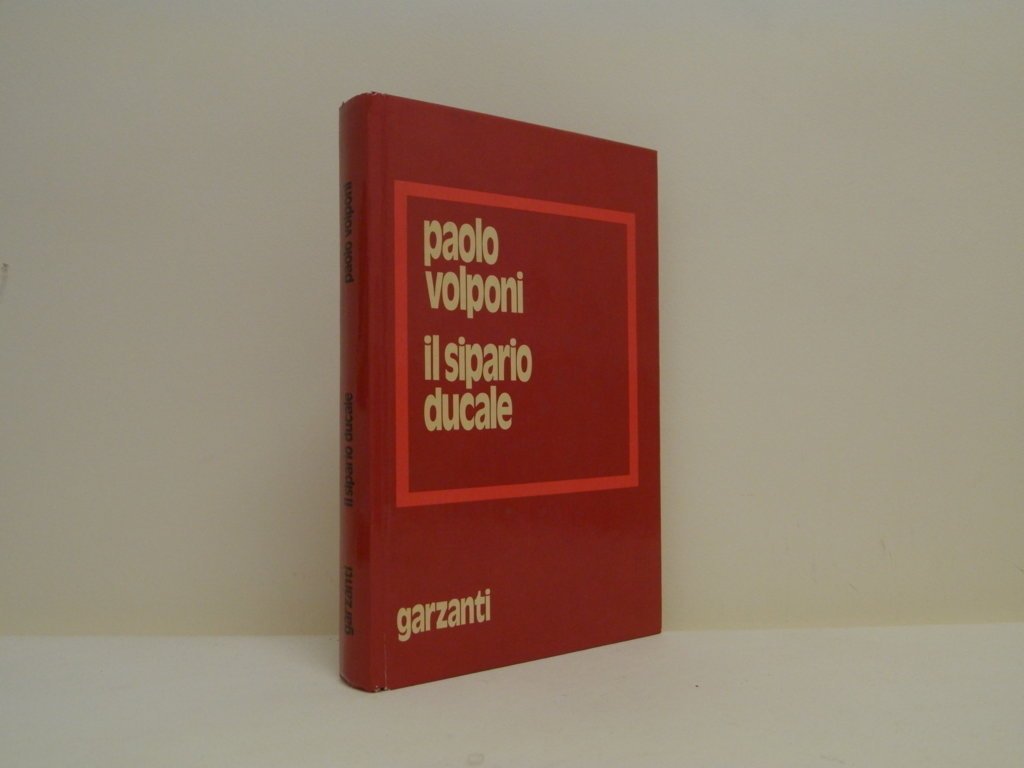 paolo
volponi
il sipario
ducale
garzanti
paolo volponi
il sipario ducale
garzanti